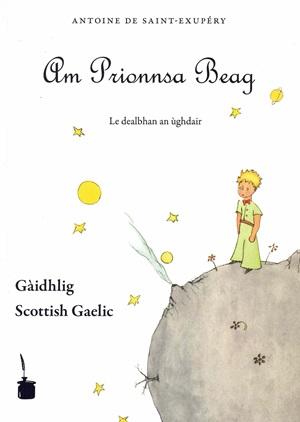 ANTOINE DE SAINT-EXUPÉRY
Am Prionnsa Beag
Le dealbhan an ùghdair
Gàidhlig
Scottish Gaelic